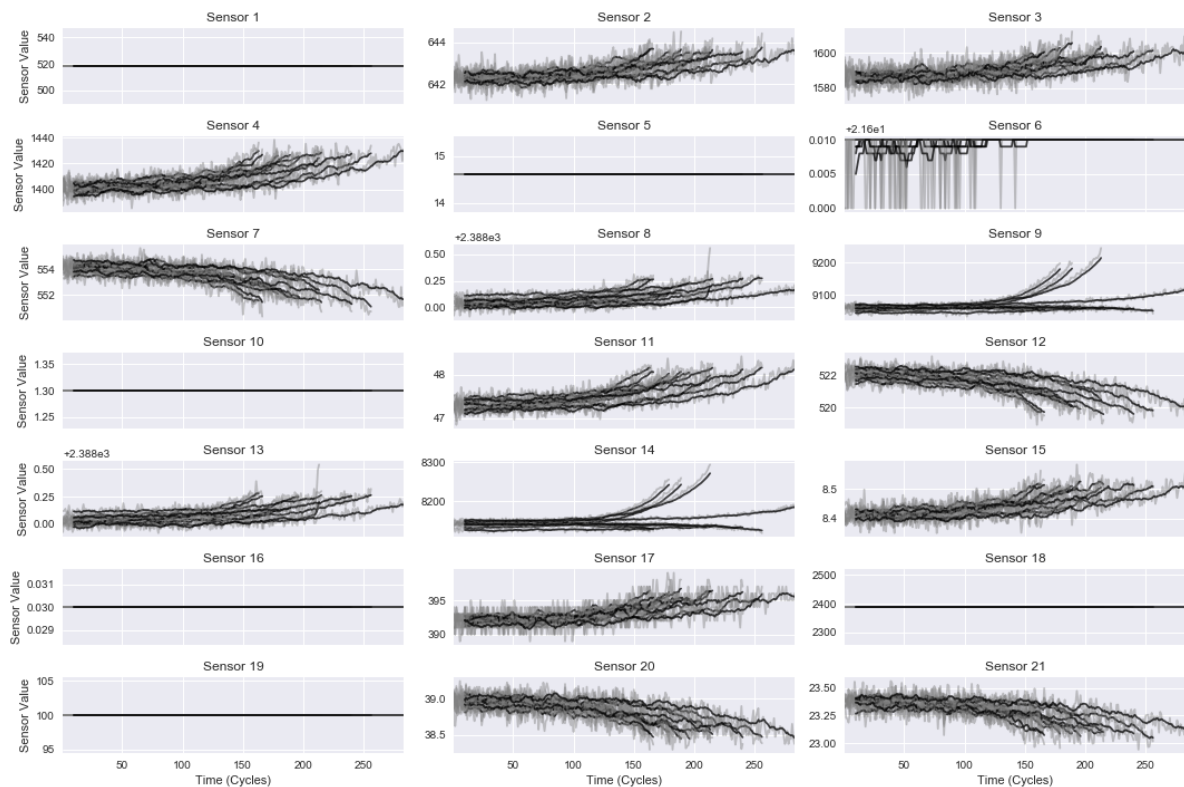 Sensor 1 Sensor 2 Sensor 3
Sensor Value
540
520
500
644
642
1600
1580
Sensor 4 Sensor 5 Sensor 6
Sensor Value
1440
1420
1400
15
14
+2.16e1
0.010
0.005
0.000
Sensor 7 Sensor 8 Sensor 9
Sensor Value
554
552
+2.388e3
0.50
0.25
0.00
9200
9100
Sensor 10 Sensor 11 Sensor 12
Sensor Value
1.35
1.30
1.25
48
47
522
520
Sensor 13 Sensor 14 Sensor 15
Sensor Value
+2.388e3
0.50
0.25
0.00
8300
8200
8.5
8.4
Sensor 16 Sensor 17 Sensor 18
Sensor Value
0.031
0.030
0.029
395
390
2500
2400
2300
Sensor 19 Sensor 20 Sensor 21
Sensor Value
105
100
95
39.0
38.5
23.50
23.25
23.00
50 100 150 200 250
50 100 150 200 250
50 100 150 200 250
Time (Cycles) Time (Cycles) Time (Cycles)